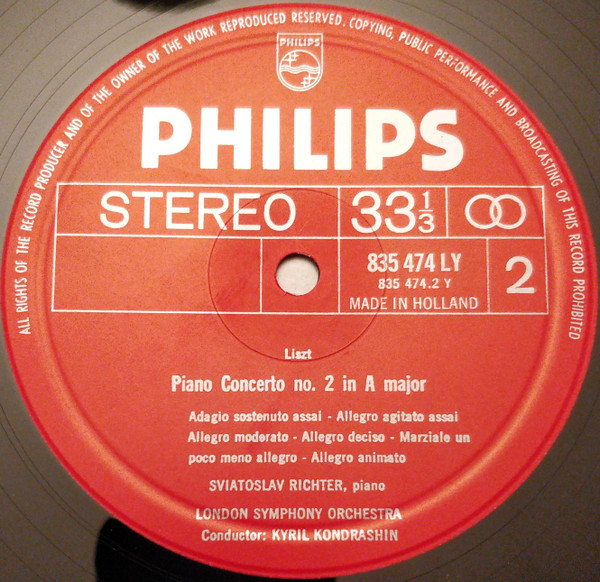 ALL RIGHTS OF THE RECORD PRODUCER AND OF THE OWNER OF THE WORK REPRODUCED RESERVED. COPYING, PUBLIC PERFORMANCE AND BROADCASTING OF THIS RECORD PROHIBITED
PHILIPS
PHILIPS
STEREO 33 1/3
835 474 LY
835 474.2 Y
2
MADE IN HOLLAND
Liszt
Piano Concerto no. 2 in A major
Adagio sostenuto assai - Allegro agitato assai
Allegro moderato - Allegro deciso - Marziale un
poco meno allegro - Allegro animato
SVIATOSLAV RICHTER, piano
LONDON SYMPHONY ORCHESTRA
Conductor: KYRIL KONDRASHIN